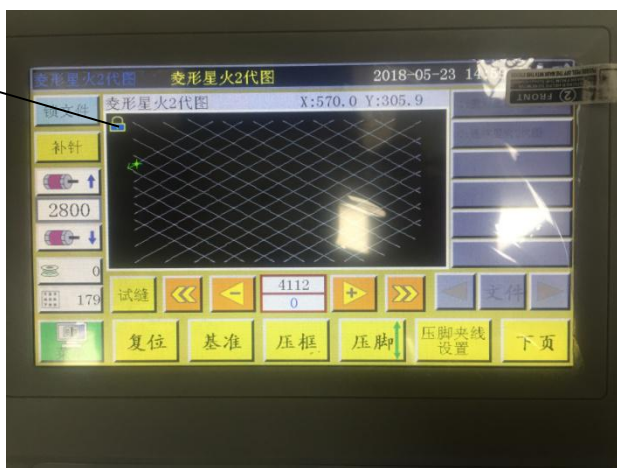 变形星火2代图 变形星火2代图 2018-05-23
锁文件 变形星火2代图 X:570.0 Y:305.9
补针
2800
0
179
试缝 4112 文件
0
复位 基准 压框 压脚 压脚夹线设置 下页
FRONT ②